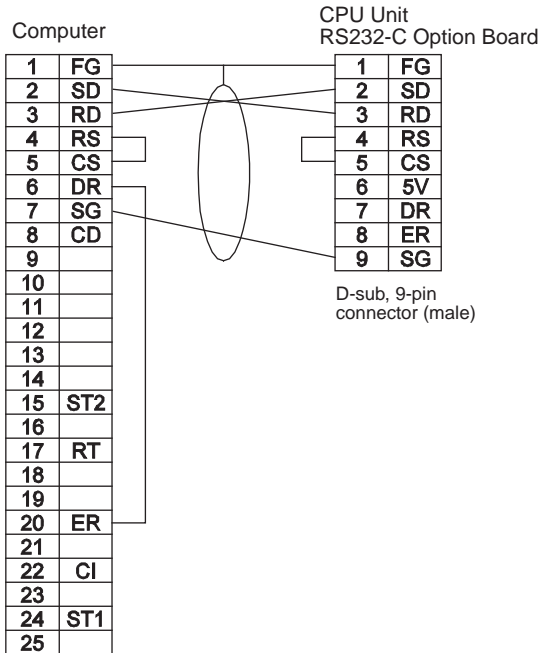 Computer
1 FG
2 SD
3 RD
4 RS
5 CS
6 DR
7 SG
8 CD
9
10
11
12
13
14
15 ST2
16
17 RT
18
19
20 ER
21
22 CI
23
24 ST1
25
CPU Unit
RS232-C Option Board
1 FG
2 SD
3 RD
4 RS
5 CS
6 5V
7 DR
8 ER
9 SG
D-sub, 9-pin
connector (male)